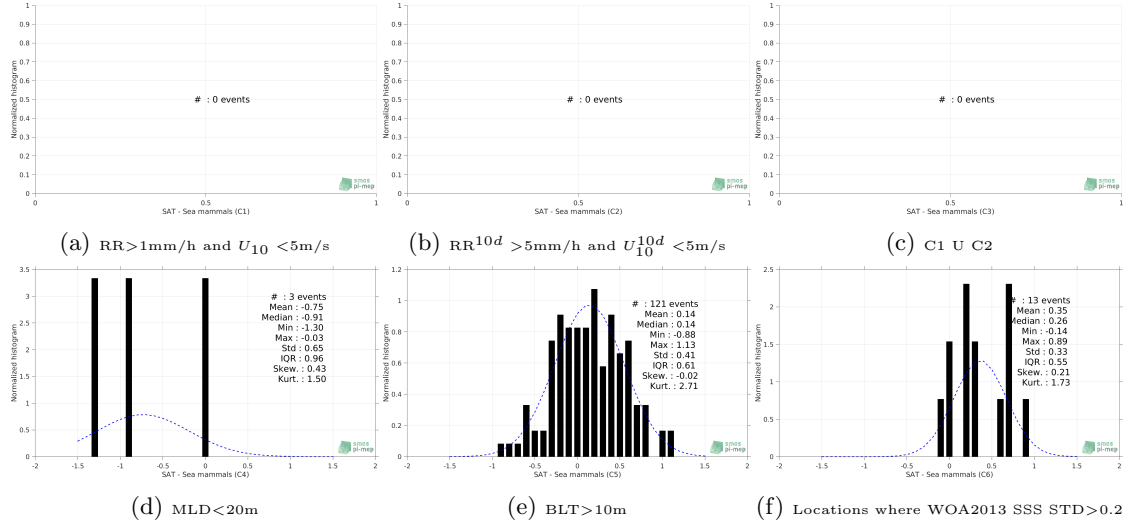 1
0.9
0.8
0.7
0.6
0.5
0.4
0.3
0.2
0.1
0
Normalized histogram
# : 0 events
smos
pi-mep
0 0.5 1
SAT - Sea mammals (C1)
(a) RR>1mm/h and U10 <5m/s
1
0.9
0.8
0.7
0.6
0.5
0.4
0.3
0.2
0.1
0
Normalized histogram
# : 0 events
smos
pi-mep
0 0.5 1
SAT - Sea mammals (C2)
(b) RR10d >5mm/h and U10d10 <5m/s
1
0.9
0.8
0.7
0.6
0.5
0.4
0.3
0.2
0.1
0
Normalized histogram
# : 0 events
smos
pi-mep
0 0.5 1
SAT - Sea mammals (C3)
(c) C1 U C2
3.5
3
2.5
2
1.5
1
0.5
0
Normalized histogram
# : 3 events
Mean : -0.75
Median : -0.91
Min : -1.30
Max : -0.03
Std : 0.65
IQR : 0.96
Skew. : 0.43
Kurt. : 1.50
smos
pi-mep
-2 -1.5 -1 -0.5 0 0.5 1 1.5 2
SAT - Sea mammals (C4)
(d) MLD<20m
1.2
1
0.8
0.6
0.4
0.2
0
Normalized histogram
# : 121 events
Mean : 0.14
Median : 0.14
Min : -0.88
Max : 1.13
Std : 0.41
IQR : 0.61
Skew. : -0.02
Kurt. : 2.71
smos
pi-mep
-2 -1.5 -1 -0.5 0 0.5 1 1.5 2
SAT - Sea mammals (C5)
(e) BLT>10m
2.5
2
1.5
1
0.5
0
Normalized histogram
# : 13 events
Mean : 0.35
Median : 0.26
Min : -0.14
Max : 0.89
Std : 0.33
IQR : 0.55
Skew. : 0.21
Kurt. : 1.73
smos
pi-mep
-2 -1.5 -1 -0.5 0 0.5 1 1.5 2
SAT - Sea mammals (C6)
(f) Locations where WOA2013 SSS STD>0.2